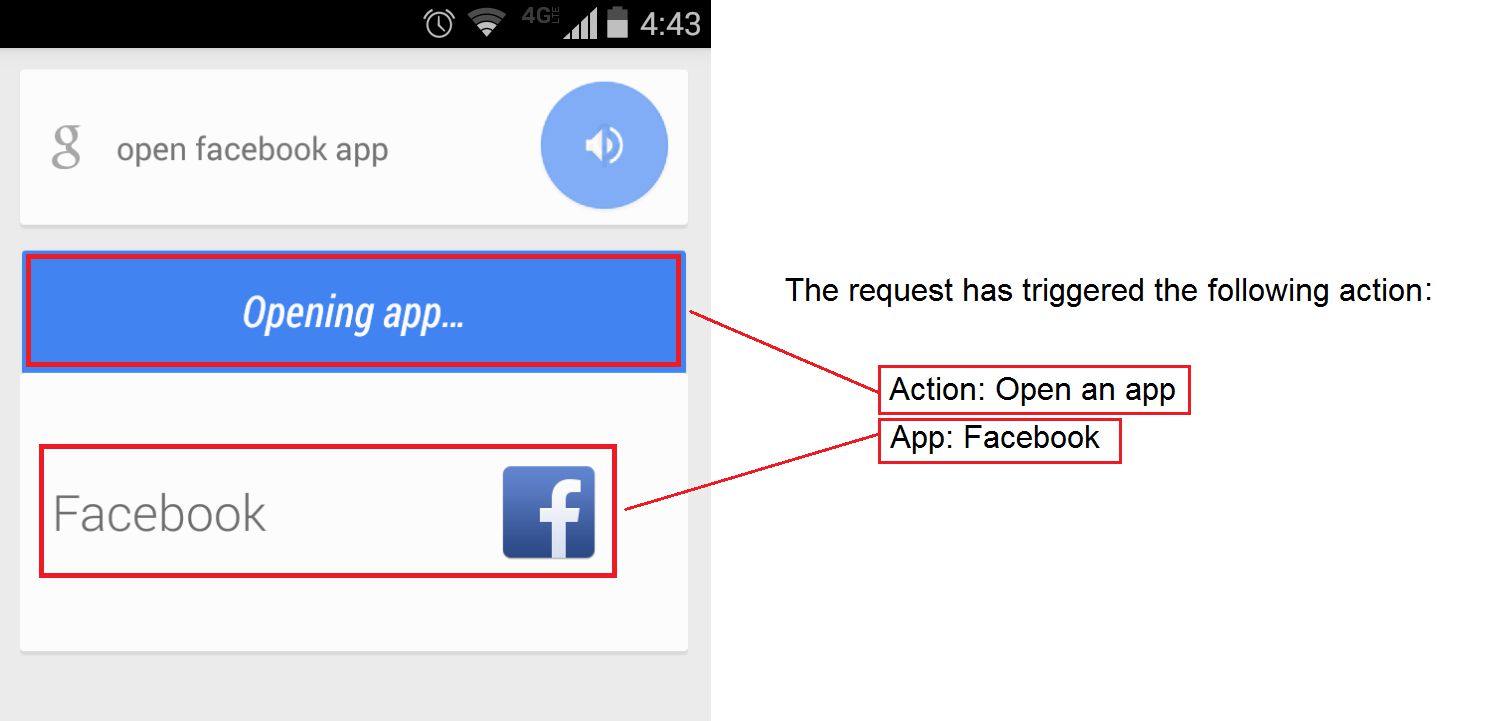 4G LTE 4:43
g open facebook app
Opening app...
Facebook f
The request has triggered the following action:
Action: Open an app
App: Facebook